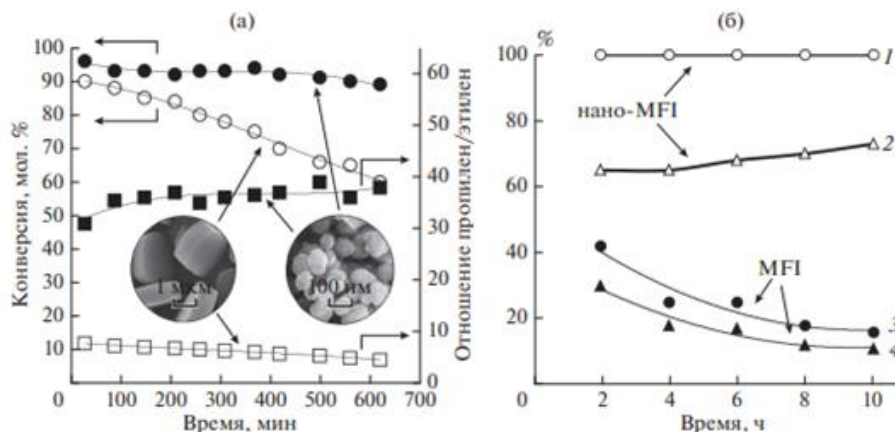 (а)
Конверсия, мол. %
100
90
80
70
60
50
40
30
20
10
0
100 200 300 400 500 600 700
Время, мин
60
50
40
30
20
10
0
Отношение пропилен/этилен
1 мкм
100 нм
(б)
%
100
80
60
40
20
0
2 4 6 8 10
Время, ч
нано-MFI
MFI
1
2
3
4